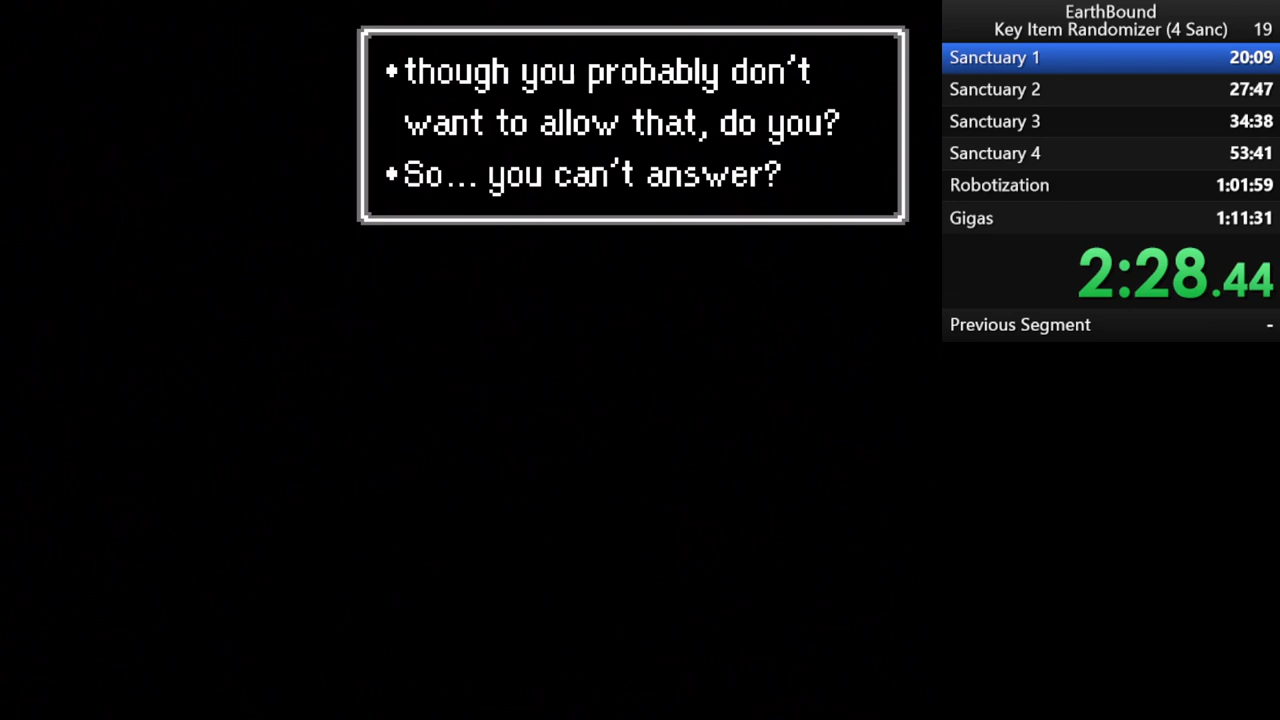 •though you probably don't
want to allow that, do you?
•So... you can't answer?
EarthBound
Key Item Randomizer (4 Sanc) 19
Sanctuary 1 20:09
Sanctuary 2 27:47
Sanctuary 3 34:38
Sanctuary 4 53:41
Robotization 1:01:59
Gigas 1:11:31
2:28.44
Previous Segment -